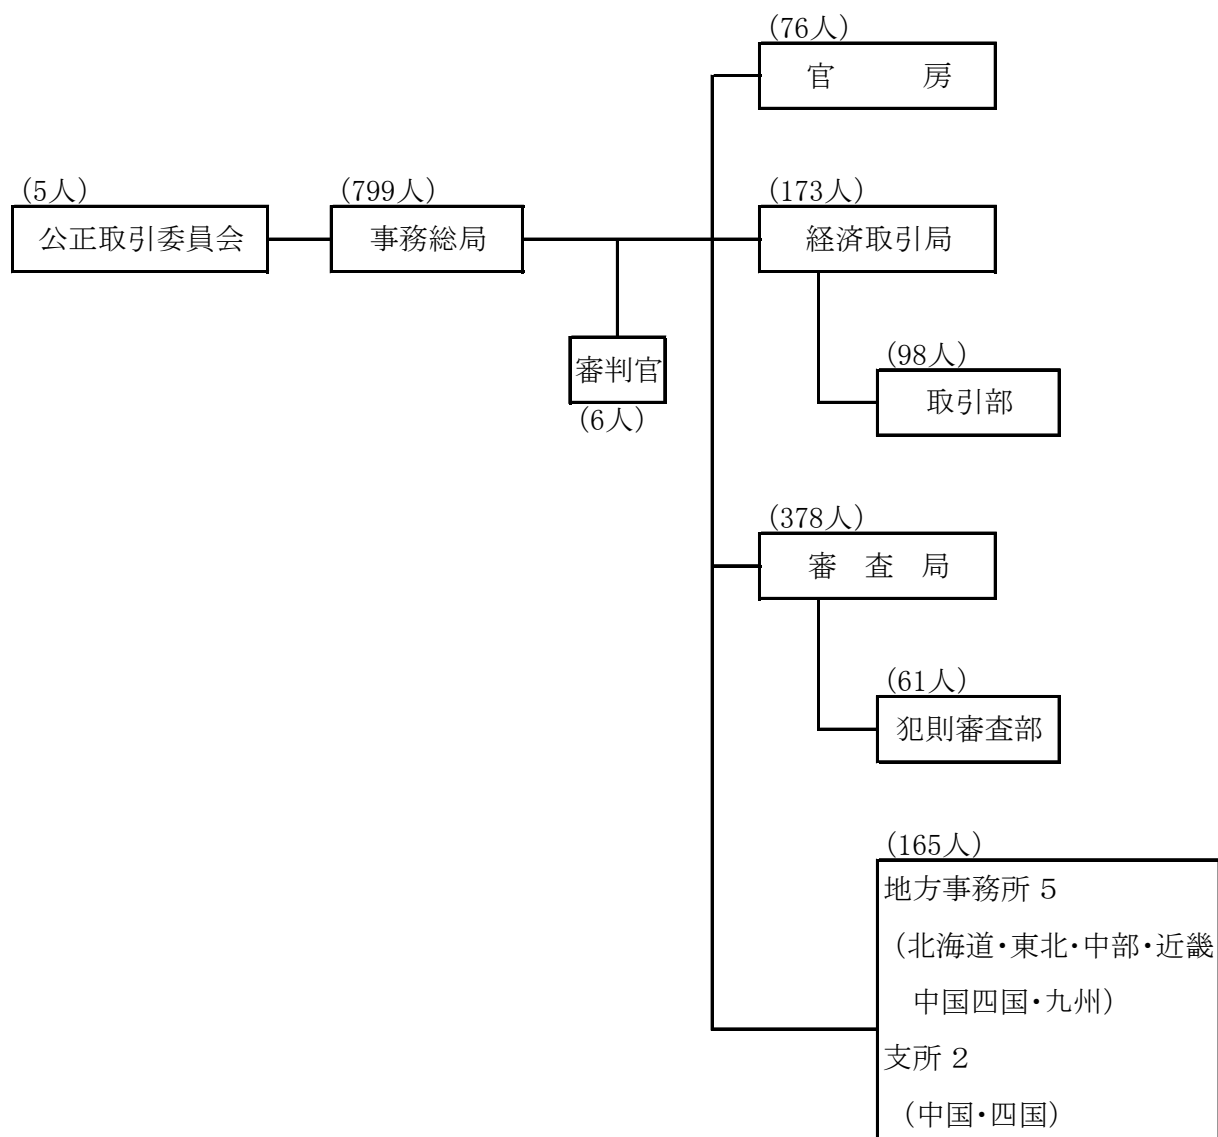 (76人)
官　　　房
(5人)
公正取引委員会
(799人)
事務総局
(173人)
経済取引局
審判官
(6人)
(98人)
取引部
(378人)
審　査　局
(61人)
犯則審査部
(165人)
地方事務所５
(北海道・東北・中部・近畿
中国四国・九州)
支所２
(中国・四国)